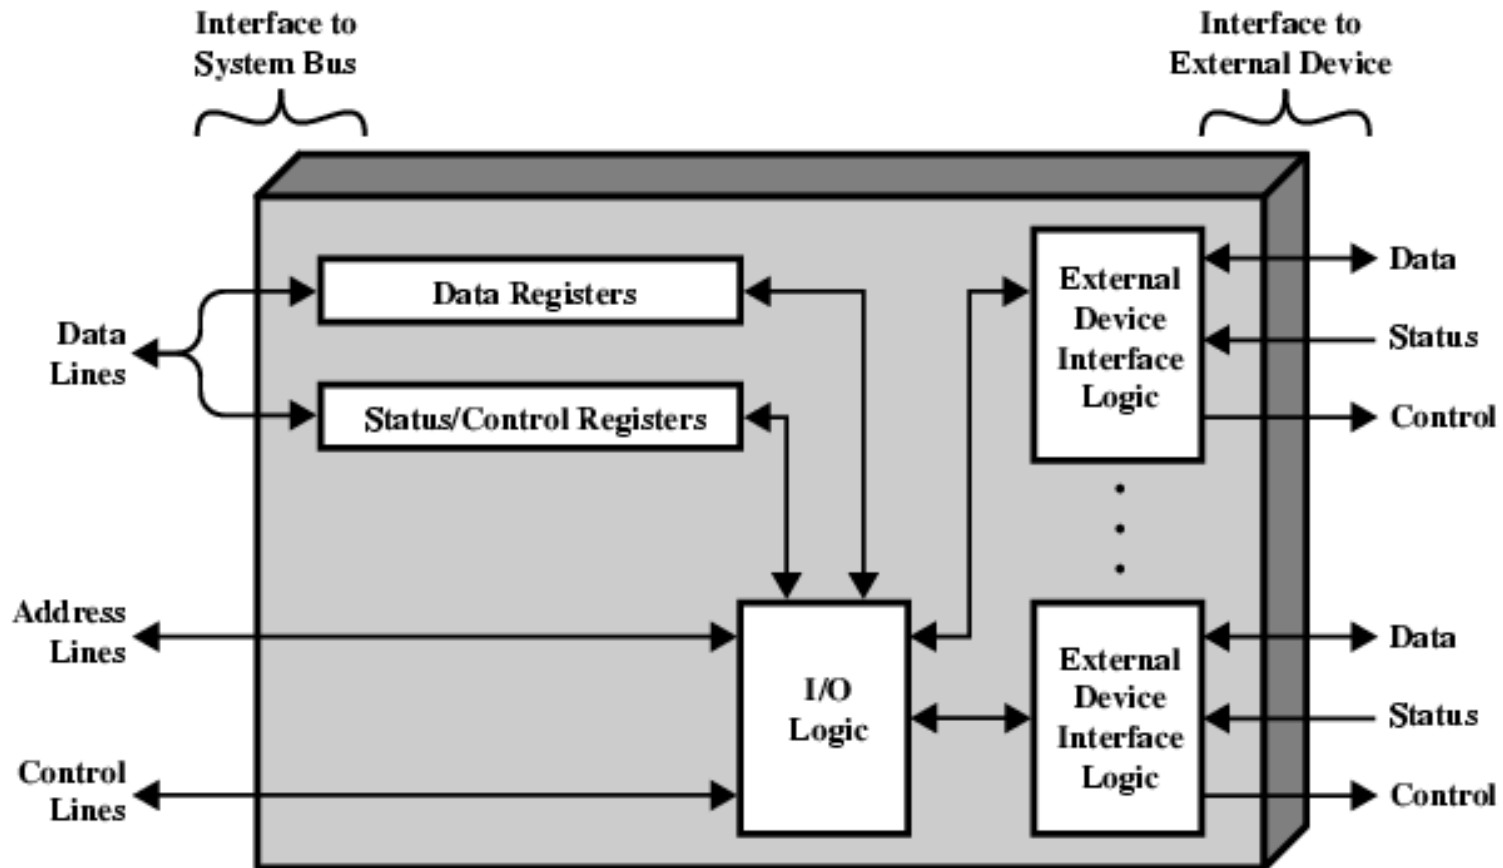 Interface to
System Bus
Interface to
External Device
Data
Lines
Data Registers
Status/Control Registers
External
Device
Interface
Logic
Data
Status
Control
Address
Lines
Control
Lines
I/O
Logic
External
Device
Interface
Logic
Data
Status
Control